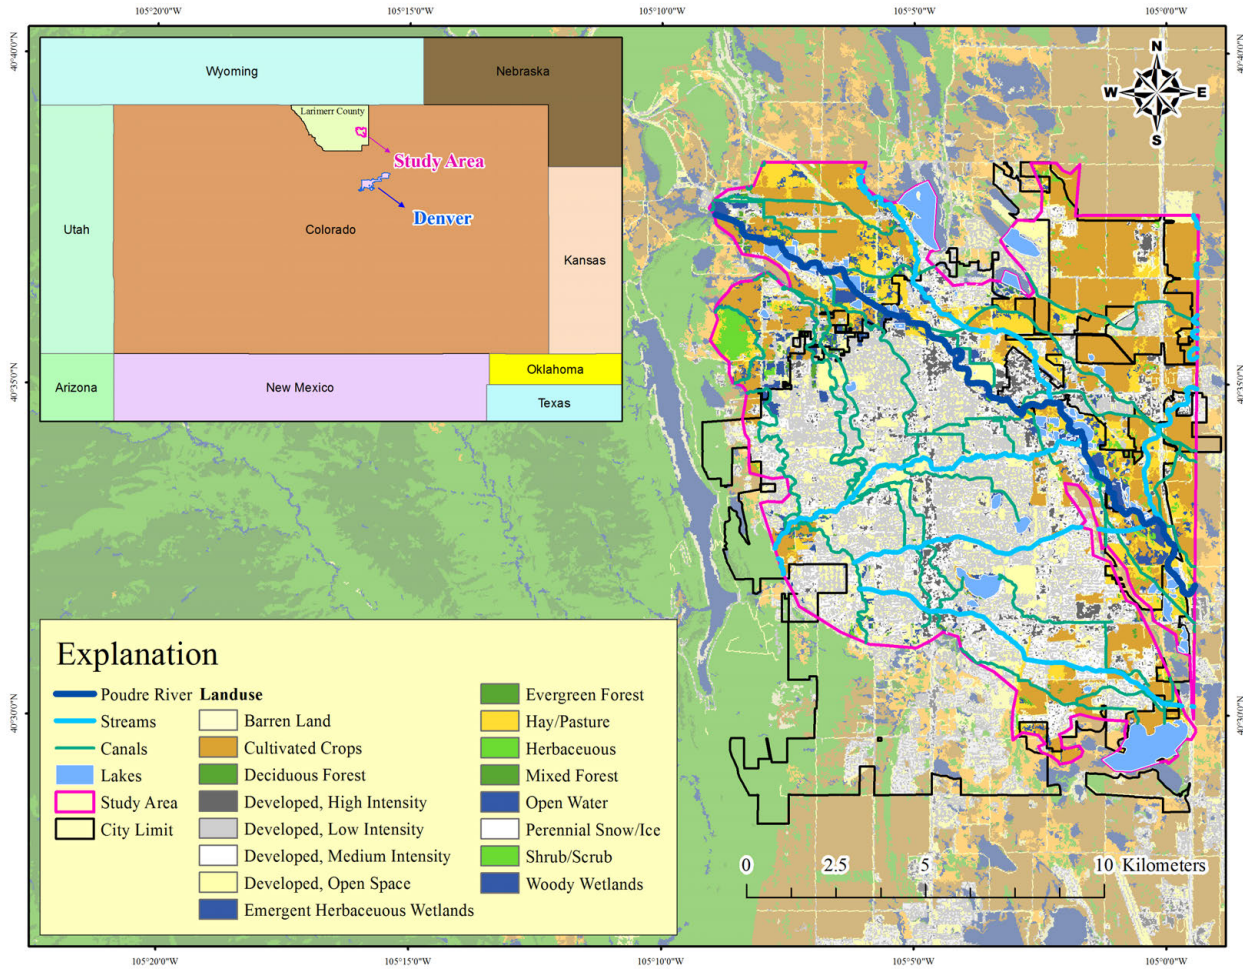 105°20'0"W 105°15'0"W 105°10'0"W 105°5'0"W 105°0'0"W
40°40'0"N 40°40'0"N
Wyoming
Nebraska
Larimerr County
Study Area
Denver
Utah
Colorado
Kansas
Arizona
New Mexico
Oklahoma
Texas
N
W E
S
40°35'0"N 40°35'0"N
40°30'0"N 40°30'0"N
Explanation
Poudre River
Streams
Canals
Lakes
Study Area
City Limit
Landuse
Barren Land
Cultivated Crops
Deciduous Forest
Developed, High Intensity
Developed, Low Intensity
Developed, Medium Intensity
Developed, Open Space
Emergent Herbaceuous Wetlands
Evergreen Forest
Hay/Pasture
Herbaceuous
Mixed Forest
Open Water
Perennial Snow/Ice
Shrub/Scrub
Woody Wetlands
0 2.5 5 10 Kilometers
105°20'0"W 105°15'0"W 105°10'0"W 105°5'0"W 105°0'0"W